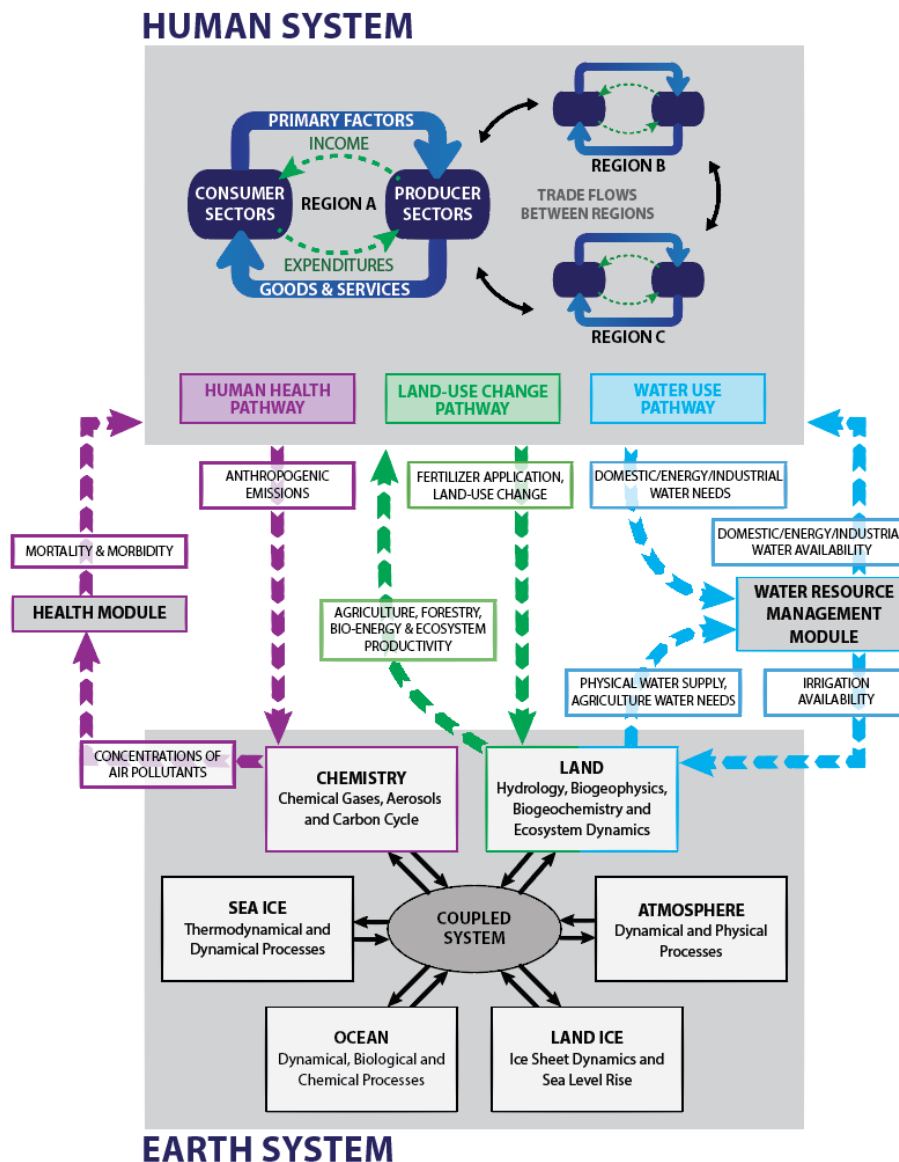 HUMAN SYSTEM
PRIMARY FACTORS
INCOME
CONSUMER
SECTORS
REGION A
PRODUCER
SECTORS
EXPENDITURES
GOODS & SERVICES
REGION B
TRADE FLOWS
BETWEEN REGIONS
REGION C
HUMAN HEALTH
PATHWAY
LAND-USE CHANGE
PATHWAY
WATER USE
PATHWAY
ANTHROPOGENIC
EMISSIONS
FERTILIZER APPLICATION,
LAND-USE CHANGE
DOMESTIC/ENERGY/INDUSTRIAL
WATER NEEDS
MORTALITY & MORBIDITY
DOMESTIC/ENERGY/INDUSTRIA
WATER AVAILABILITY
HEALTH MODULE
AGRICULTURE, FORESTRY,
BIO-ENERGY & ECOSYSTEM
PRODUCTIVITY
WATER RESOURCE
MANAGEMENT
MODULE
PHYSICAL WATER SUPPLY,
AGRICULTURE WATER NEEDS
IRRIGATION
AVAILABILITY
CONCENTRATIONS OF
AIR POLLUTANTS
CHEMISTRY
Chemical Gases, Aerosols
and Carbon Cycle
LAND
Hydrology, Biogeophysics,
Biogeochemistry and
Ecosystem Dynamics
SEA ICE
Thermodynamical and
Dynamical Processes
COUPLED
SYSTEM
ATMOSPHERE
Dynamical and Physical
Processes
OCEAN
Dynamical, Biological and
Chemical Processes
LAND ICE
Ice Sheet Dynamics and
Sea Level Rise
EARTH SYSTEM